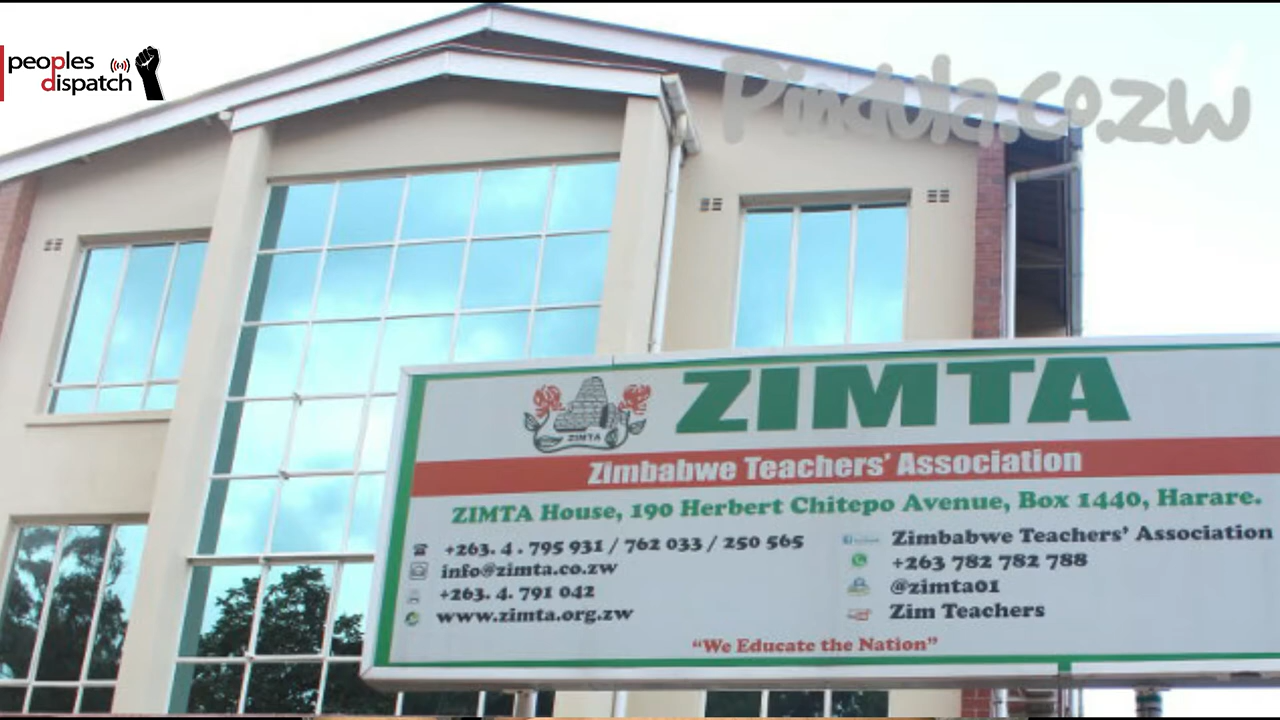 peoples
dispatch
Pindula.co.zw
ZIMTA
ZIMTA
Zimbabwe Teachers' Association
ZIMTA House, 190 Herbert Chitepo Avenue, Box 1440, Harare.
+263. 4 . 795 931 / 762 033 / 250 565
info@zimta.co.zw
+263. 4. 791 042
www.zimta.org.zw
Zimbabwe Teachers' Association
+263 782 782 788
@zimta01
Zim Teachers
"We Educate the Nation"